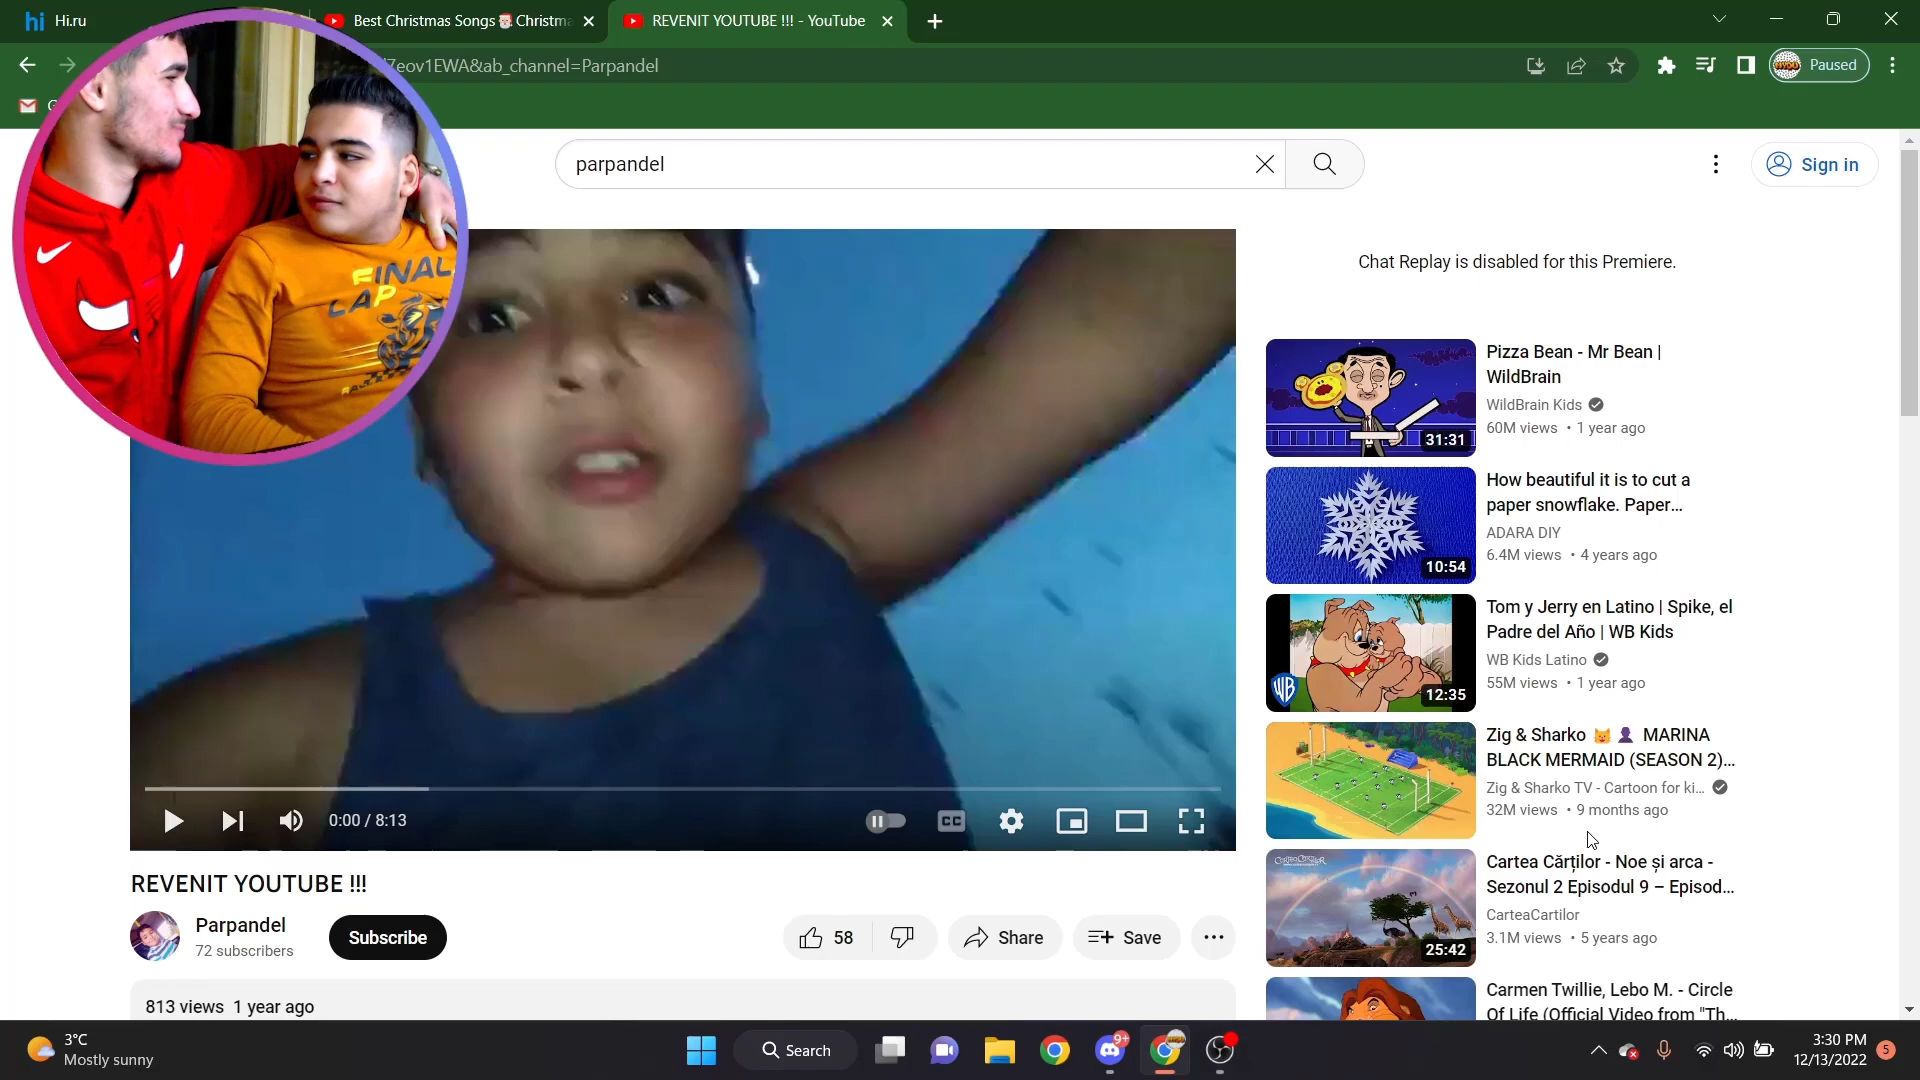 Hi.ru
Best Christmas Songs🎅Christma
REVENIT YOUTUBE !!! - YouTube
7eov1EWA&ab_channel=Parpandel
Paused
G
parpandel
Sign in
FINAL
LAP
Chat Replay is disabled for this Premiere.
Pizza Bean - Mr Bean |
WildBrain
WildBrain Kids
60M views • 1 year ago
31:31
How beautiful it is to cut a
paper snowflake. Paper...
ADARA DIY
6.4M views • 4 years ago
10:54
Tom y Jerry en Latino | Spike, el
Padre del Año | WB Kids
WB Kids Latino
55M views • 1 year ago
12:35
Zig & Sharko 😼 👤 MARINA
BLACK MERMAID (SEASON 2)...
Zig & Sharko TV - Cartoon for ki...
32M views • 9 months ago
Cartea Cărților - Noe și arca -
Sezonul 2 Episodul 9 – Episod...
CarteaCartilor
3.1M views • 5 years ago
25:42
Carmen Twillie, Lebo M. - Circle
Of Life (Official Video from "Th...
0:00 / 8:13
CC
REVENIT YOUTUBE !!!
Parpandel
72 subscribers
Subscribe
58
Share
Save
813 views 1 year ago
3°C
Mostly sunny
Search
9+
3:30 PM
12/13/2022
5